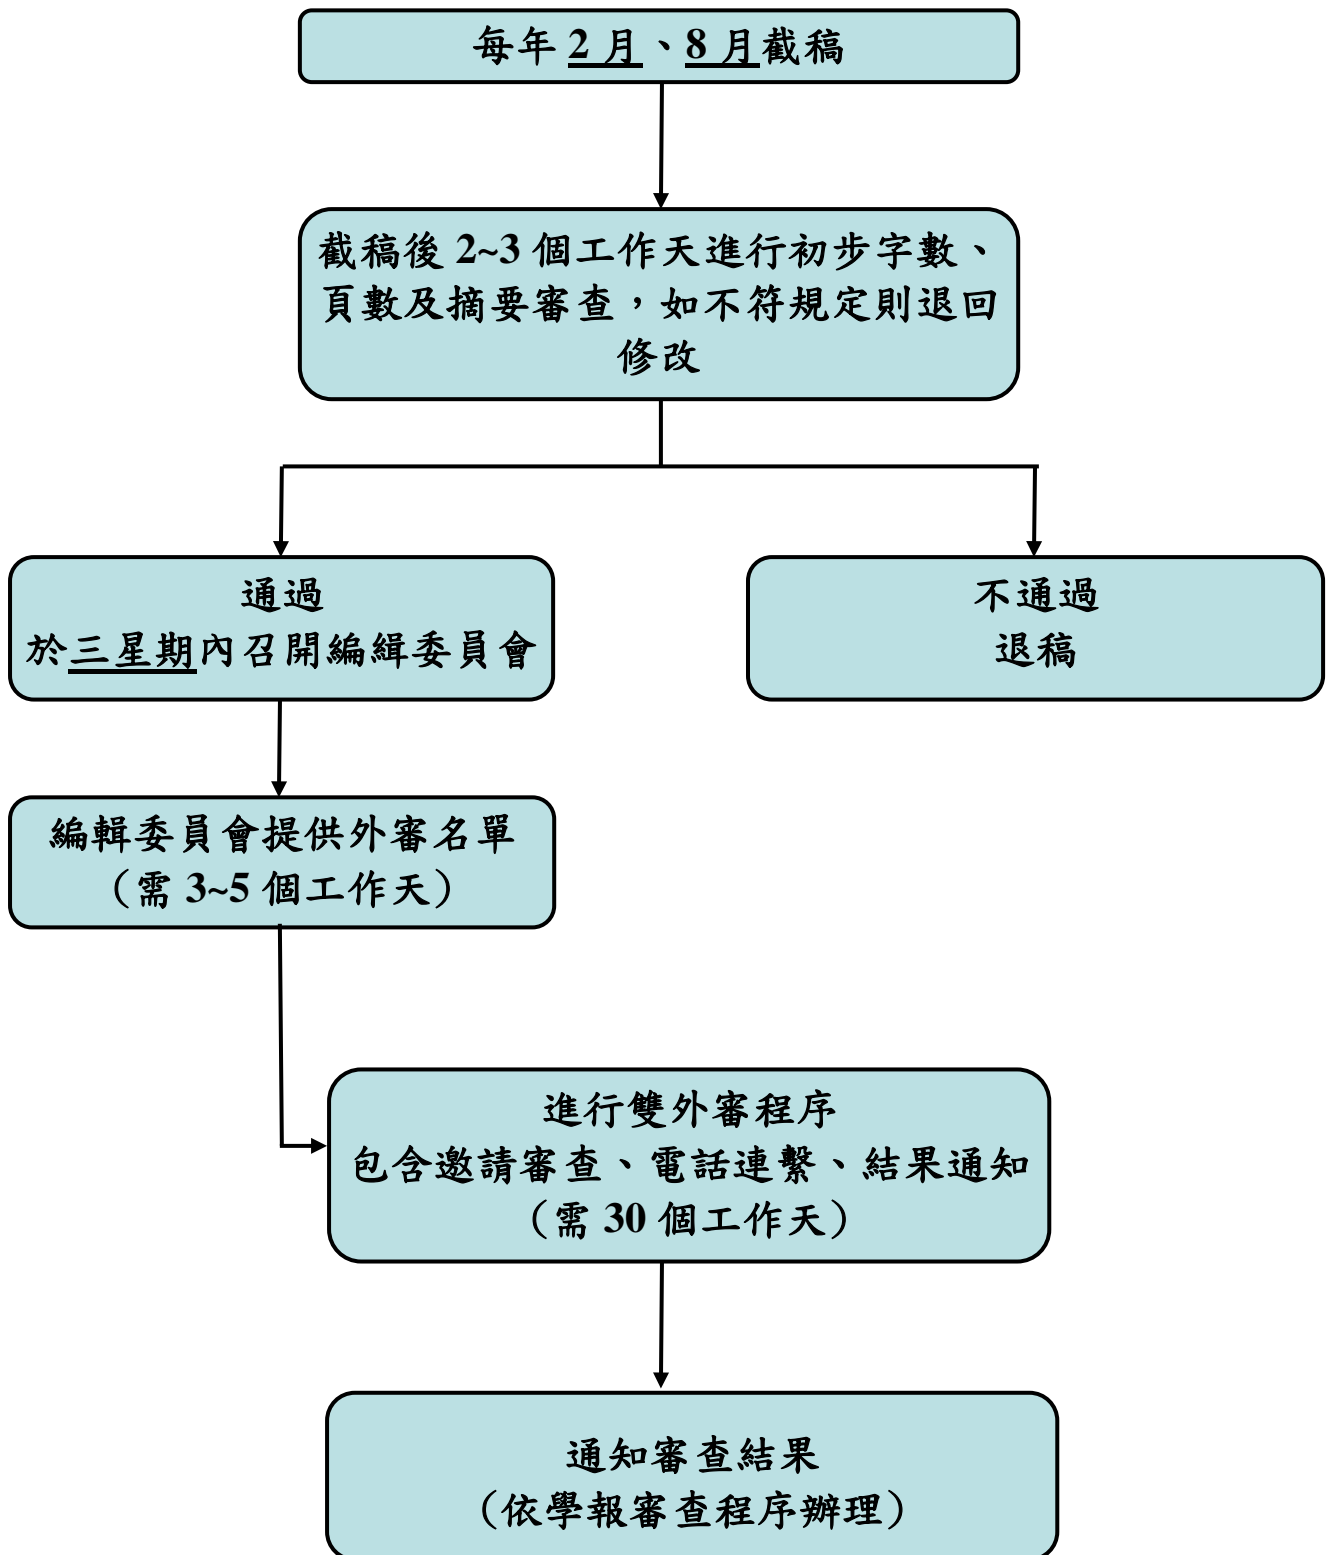 每年 2 月、8 月截稿
截稿後 2~3 個工作天進行初步字數、
頁數及摘要審查，如不符規定則退回
修改
通過
於三星期內召開編緝委員會
不通過
退稿
編輯委員會提供外審名單
（需 3~5 個工作天）
進行雙外審程序
包含邀請審查、電話連繫、結果通知
（需 30 個工作天）
通知審查結果
（依學報審查程序辦理）